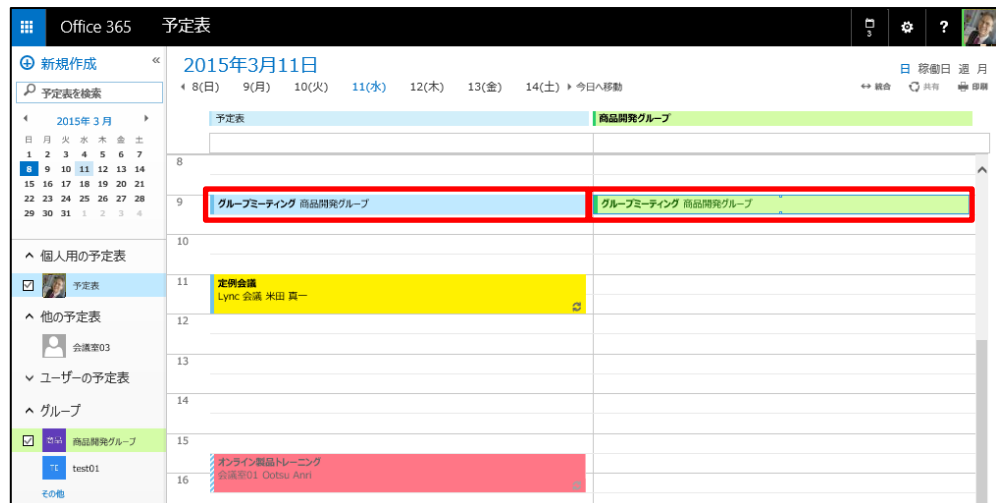 Office 365 予定表 3 ?
新規作成 «
予定表を検索
2015年 3 月
日 月 火 水 木 金 土
1 2 3 4 5 6 7
8 9 10 11 12 13 14
15 16 17 18 19 20 21
22 23 24 25 26 27 28
29 30 31 1 2 3 4
個人用の予定表
予定表
他の予定表
会議室03
ユーザーの予定表
グループ
商品 商品開発グループ
TE test01
その他
2015年3月11日
日 稼働日 週 月
8(日) 9(月) 10(火) 11(水) 12(木) 13(金) 14(土) 今日へ移動
統合 共有 印刷
予定表 商品開発グループ
8
9 グループミーティング 商品開発グループ グループミーティング 商品開発グループ
10
11 定例会議
Lync 会議 米田 真一
12
13
14
15
オンライン製品トレーニング
16 会議室01 Ootsu Anri